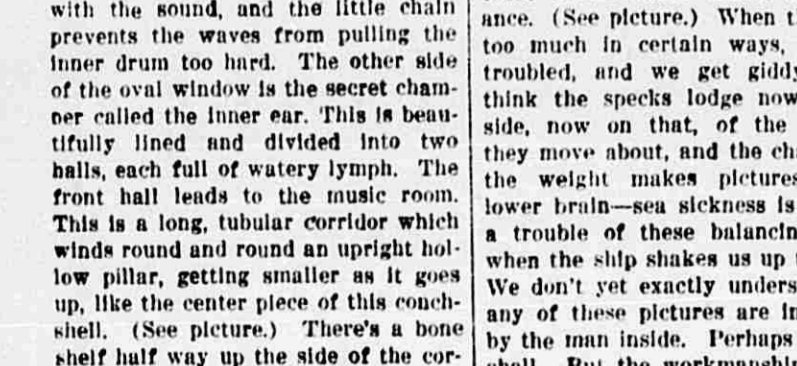 with the sound, and the little chain
prevents the waves from pulling the
inner drum too hard. The other side
of the oval window is the secret cham-
ber called the inner ear. This is beau-
tifully lined and divided into two
halls, each full of watery lymph. The
front hall leads to the music room.
This is a long, tubular corridor which
winds round and round an upright hol-
low pillar, getting smaller as it goes
up, like the center piece of this conch-
shell. (See picture.) There's a bone
shelf half way up the side of the cor-
ance. (See picture.) When t
too much in certain ways,
troubled, and we get giddy
think the specks lodge now
side, now on that, of the
they move about, and the ch
the weight makes pictures
lower brain—sea sickness is
a trouble of these balancin
when the ship shakes us up
We don't yet exactly unders
any of these pictures are i
by the man inside. Perhaps
shell. But the workmanshi